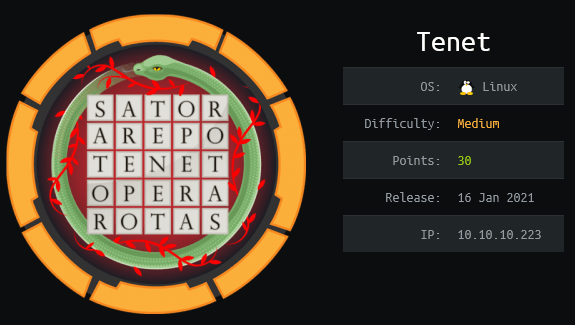 SATOR
AREPO
TENET
OPERA
ROTAS
Tenet
OS: Linux
Difficulty: Medium
Points: 30
Release: 16 Jan 2021
IP: 10.10.10.223